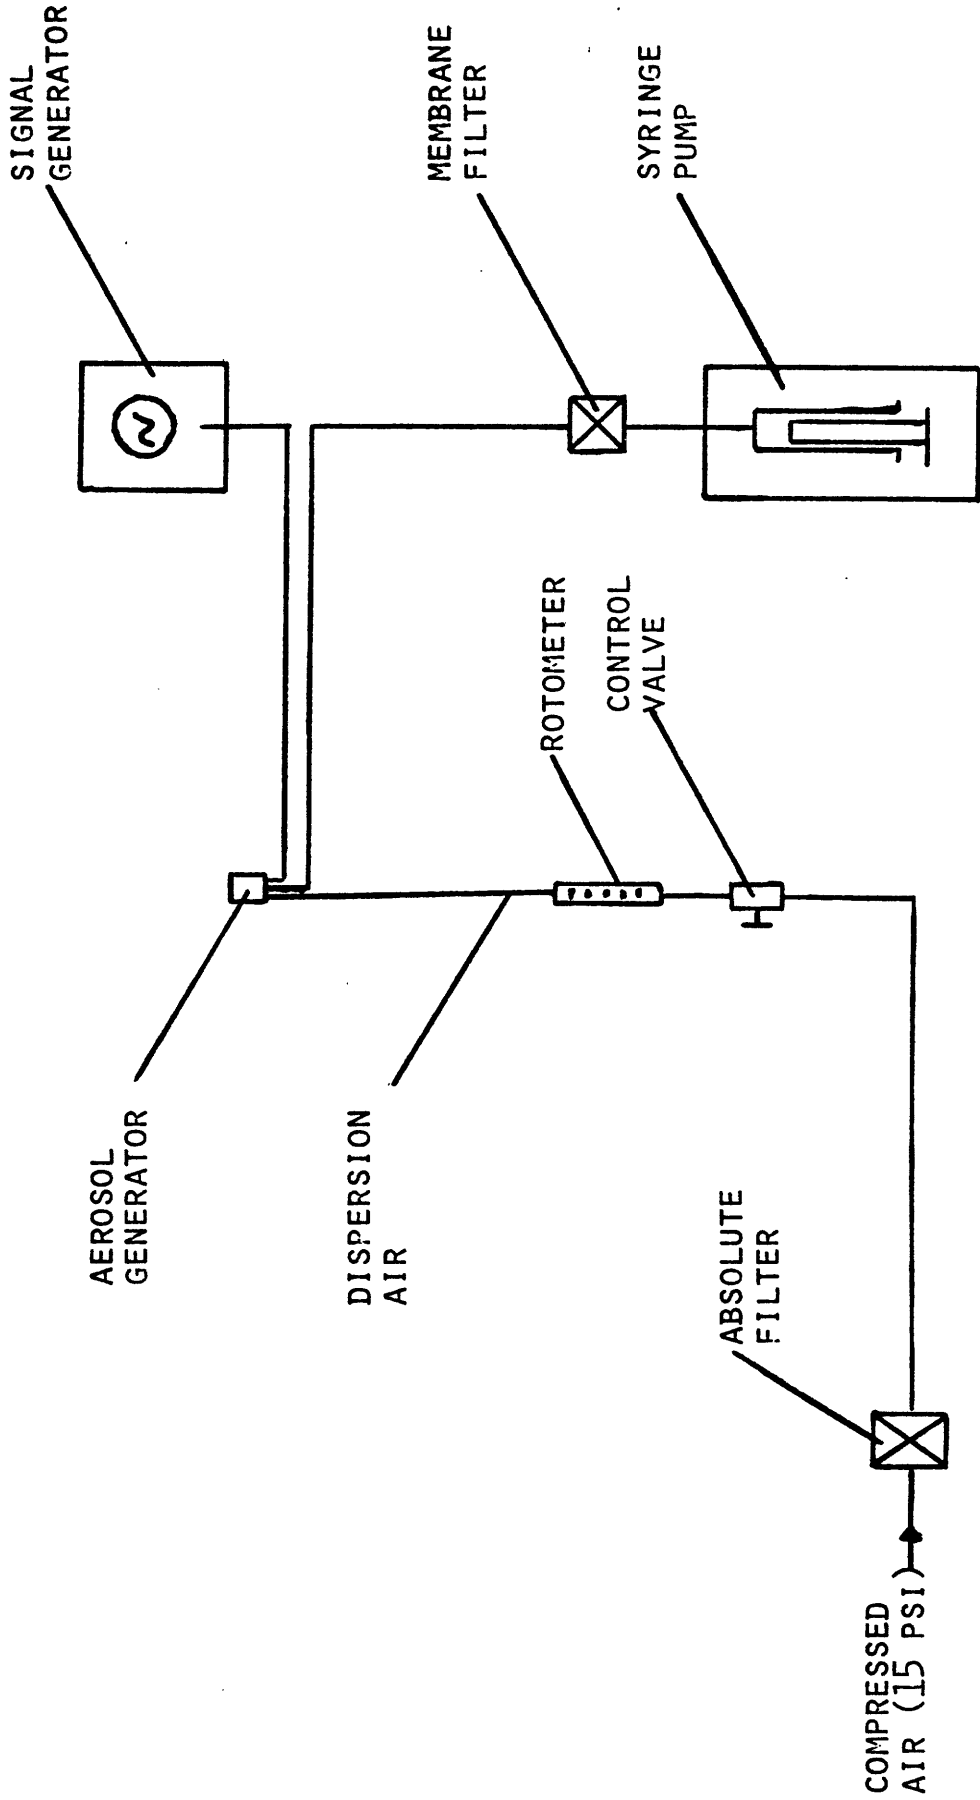 SIGNAL
GENERATOR
MEMBRANE
FILTER
SYRINGE
PUMP
ROTOMETER
CONTROL
VALVE
AEROSOL
GENERATOR
DISPERSION
AIR
ABSOLUTE
FILTER
COMPRESSED
AIR (15 PSI)